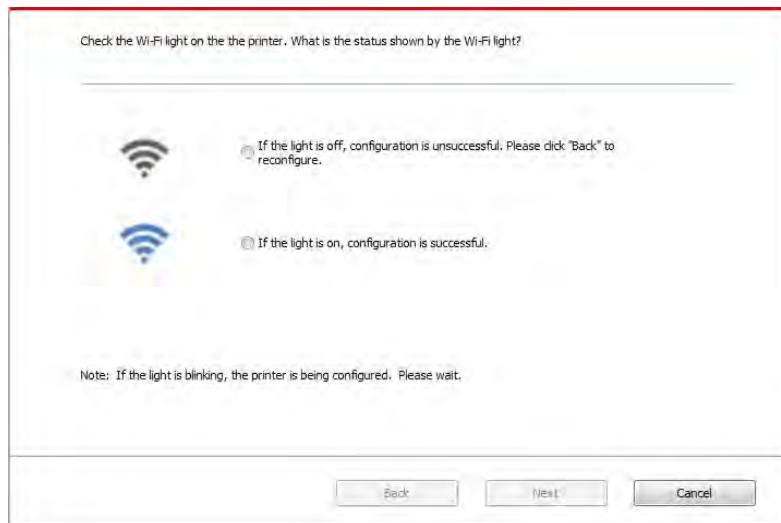 Check the Wi-Fi light on the the printer. What is the status shown by the Wi-Fi light?
If the light is off, configuration is unsuccessful. Please click "Back" to
reconfigure.
If the light is on, configuration is successful.
Note: If the light is blinking, the printer is being configured. Please wait.
Back Next Cancel